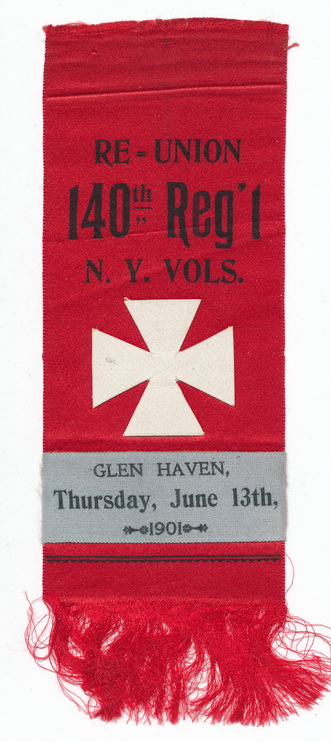 RE=UNION
140th Reg't
N. Y. VOLS.
GLEN HAVEN,
Thursday, June 13th,
1901